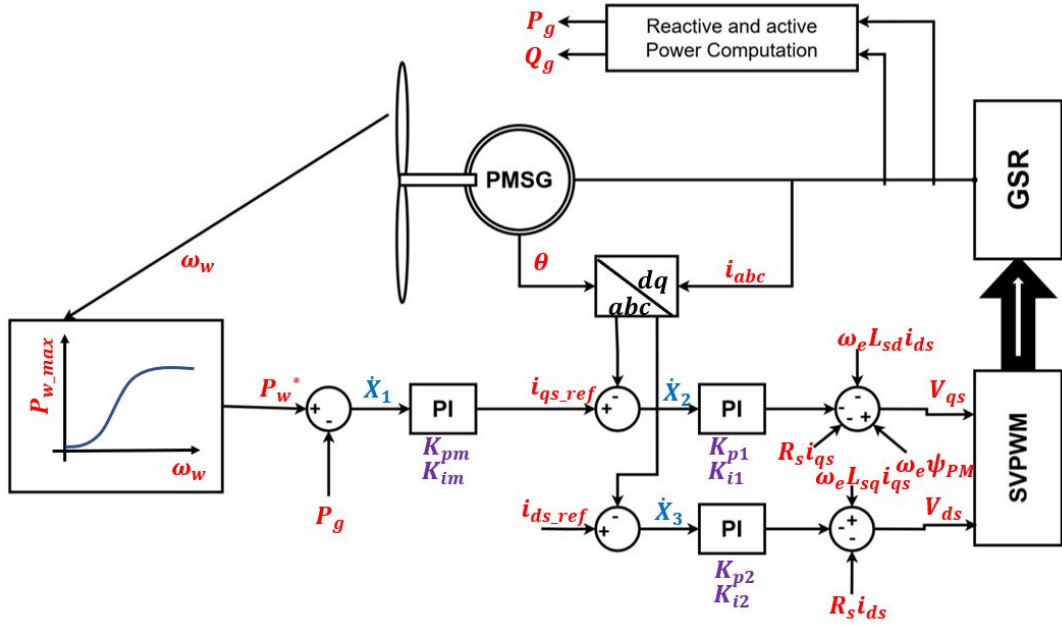 P_g
Q_g
Reactive and active
Power Computation
GSR
PMSG
ω_w
θ
i_abc
dq
abc
P_w_max
ω_w
P_w*
+
-
P_g
Ẋ_1
PI
K_pm
K_im
i_qs_ref
+
-
Ẋ_2
PI
K_p1
K_i1
ω_e L_sd i_ds
-
-
-
+
R_s i_qs
ω_e ψ_PM
V_qs
SVPWM
i_ds_ref
+
-
Ẋ_3
PI
K_p2
K_i2
ω_e L_sq i_qs
-
+
-
R_s i_ds
V_ds